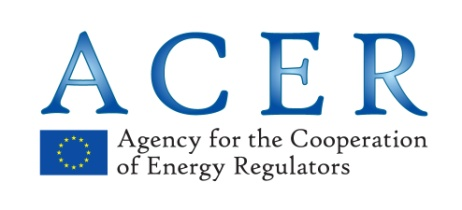 ACER
Agency for the Cooperation
of Energy Regulators